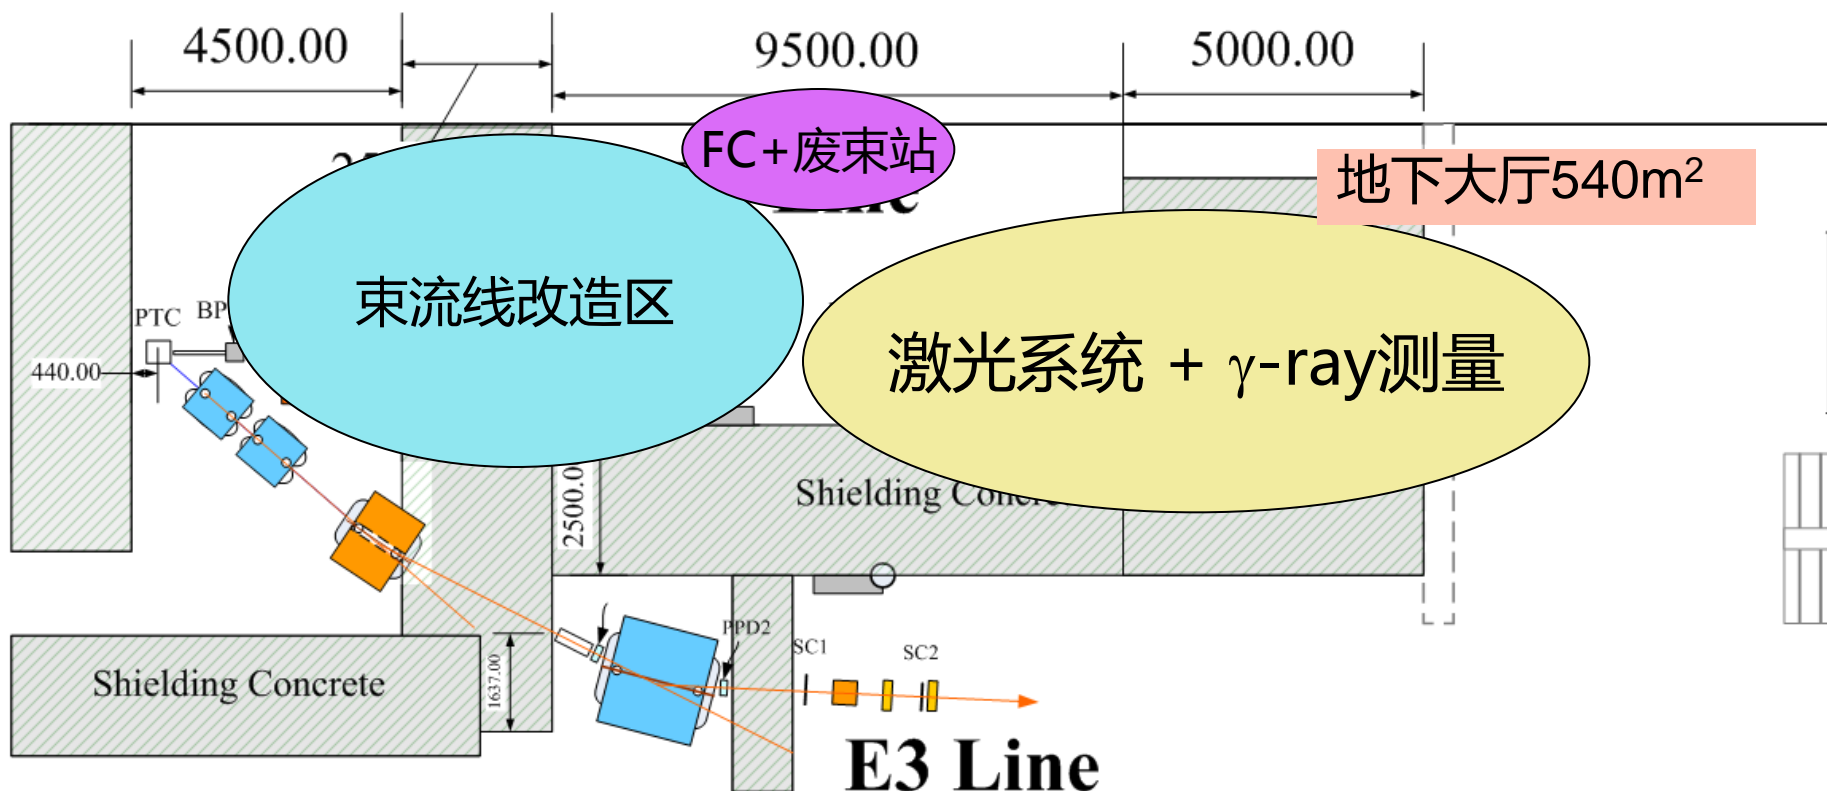 4500.00
9500.00
5000.00
FC+废束站
地下大厅540m²
束流线改造区
PTC
激光系统 + γ-ray测量
440.00
Shielding
2500.0
PPD2
SC1
SC2
1637.00
Shielding Concrete
E3 Line